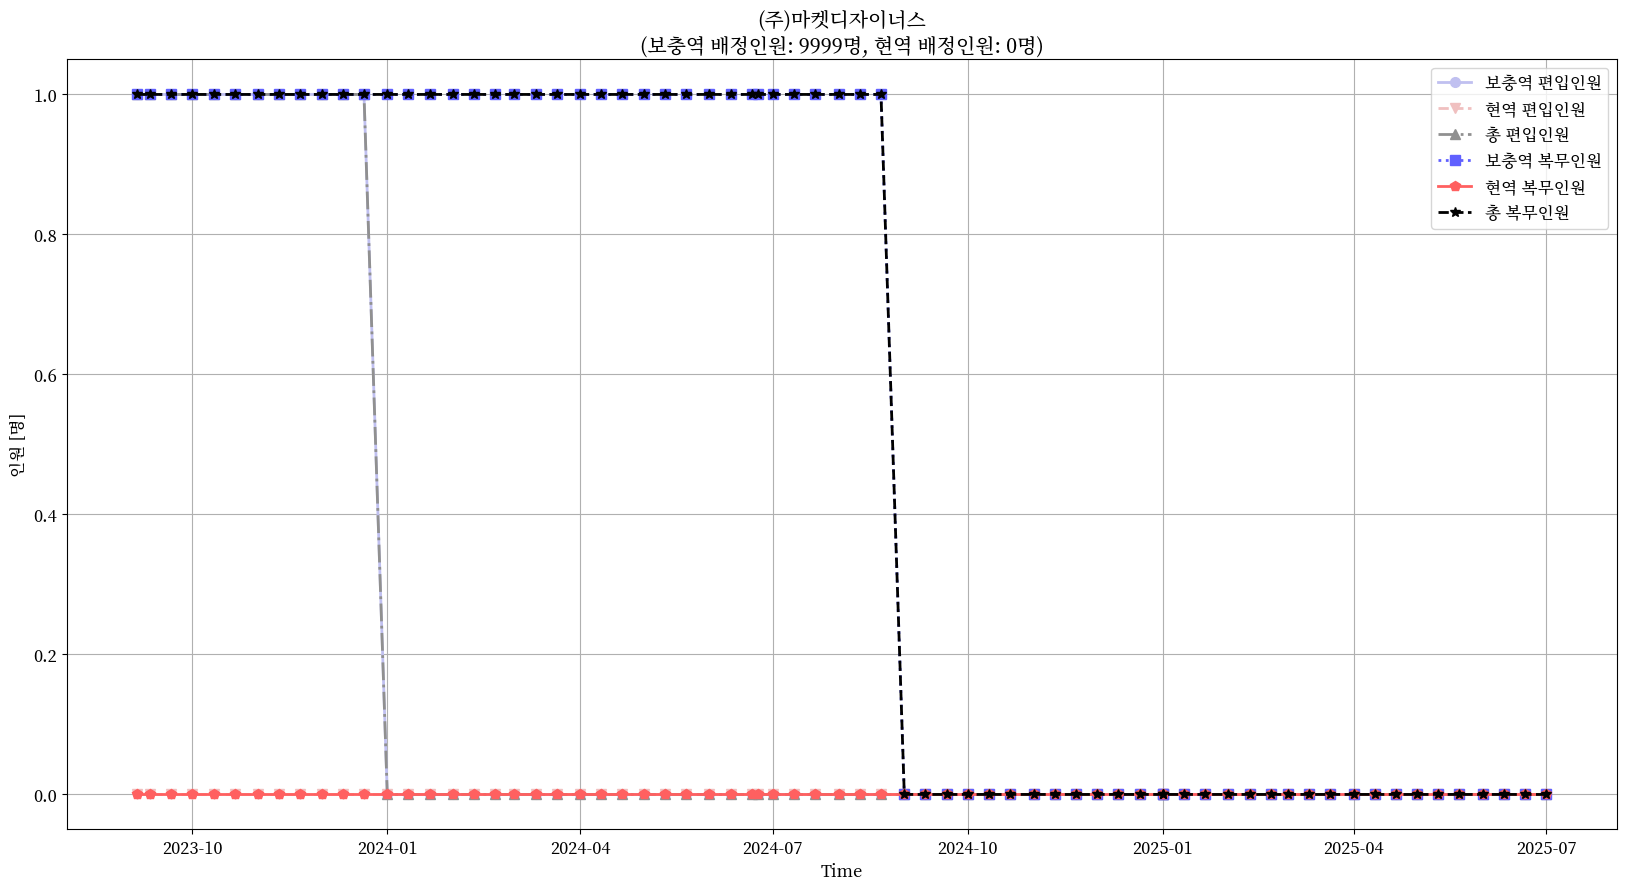 (주)마켓디자이너스
(보충역 배정인원: 9999명, 현역 배정인원: 0명)
보충역 편입인원
현역 편입인원
총 편입인원
보충역 복무인원
현역 복무인원
총 복무인원
1.0
0.8
0.6
0.4
0.2
0.0
인원 [명]
2023-10
2024-01
2024-04
2024-07
2024-10
2025-01
2025-04
2025-07
Time